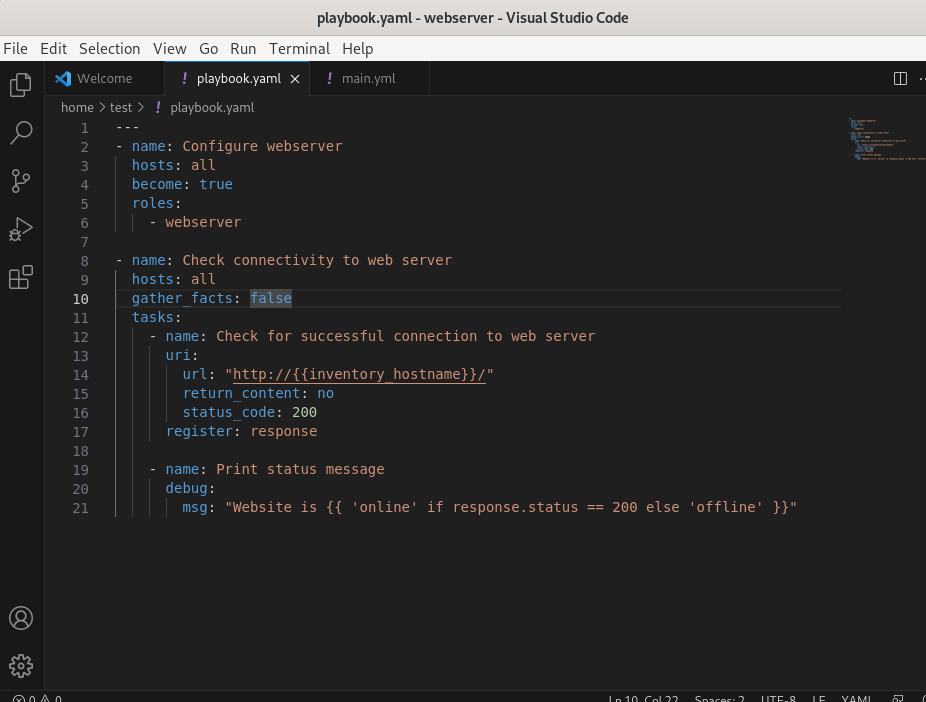 playbook.yaml - webserver - Visual Studio Code
File Edit Selection View Go Run Terminal Help
Welcome ! playbook.yaml × ! main.yml
home > test > ! playbook.yaml
1 ---
2 - name: Configure webserver
3 hosts: all
4 become: true
5 roles:
6 - webserver
7
8 - name: Check connectivity to web server
9 hosts: all
10 gather_facts: false
11 tasks:
12 - name: Check for successful connection to web server
13 uri:
14 url: "http://{{inventory_hostname}}/"
15 return_content: no
16 status_code: 200
17 register: response
18
19 - name: Print status message
20 debug:
21 msg: "Website is {{ 'online' if response.status == 200 else 'offline' }}"
0 0 Ln 10, Col 22 Spaces: 2 UTF-8 LF YAML